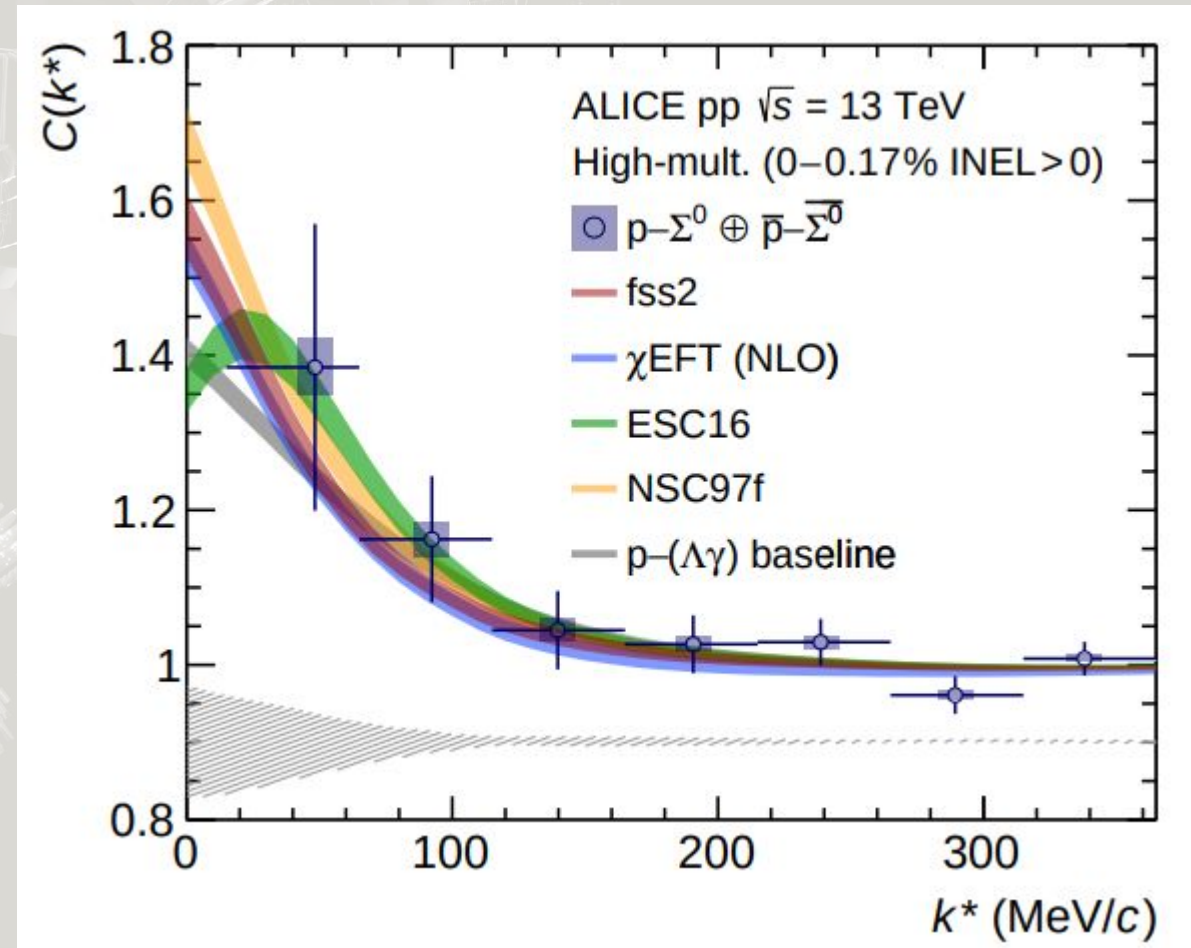 C(k*)
1.8
1.6
1.4
1.2
1
0.8
ALICE pp √s = 13 TeV
High-mult. (0−0.17% INEL > 0)
p–Σ⁰ ⊕ p̅–Σ̅⁰
fss2
χEFT (NLO)
ESC16
NSC97f
p–(Λγ) baseline
0 100 200 300
k* (MeV/c)